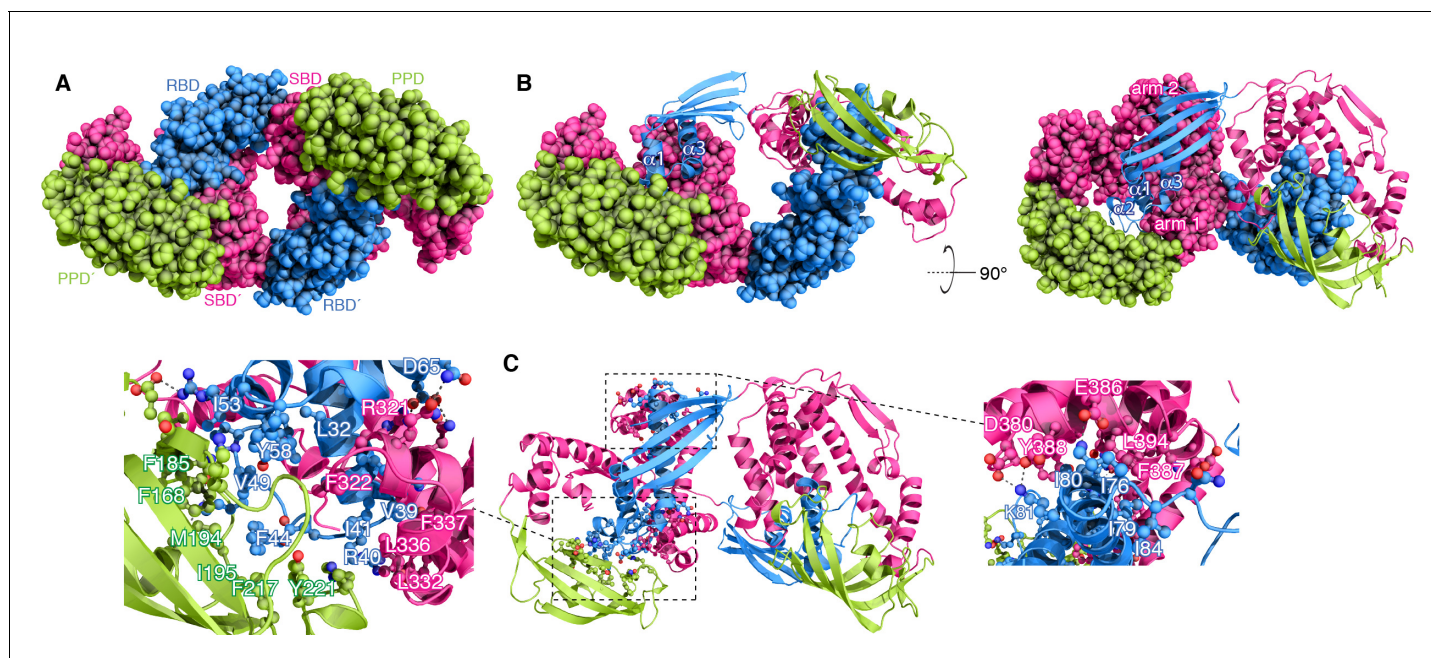 A
RBD
SBD
PPD
PPD´
SBD´
RBD´
B
α1
α3
90°
arm 2
α1
α3
α2
arm 1
D65
I53
R321
L32
Y58
F185
F322
V49
F168
V39
F337
I41
M194
F44
L336
R40
I195
L332
F217
Y221
C
E386
D380
Y388
L394
I80
I76
F387
K81
I79
I84